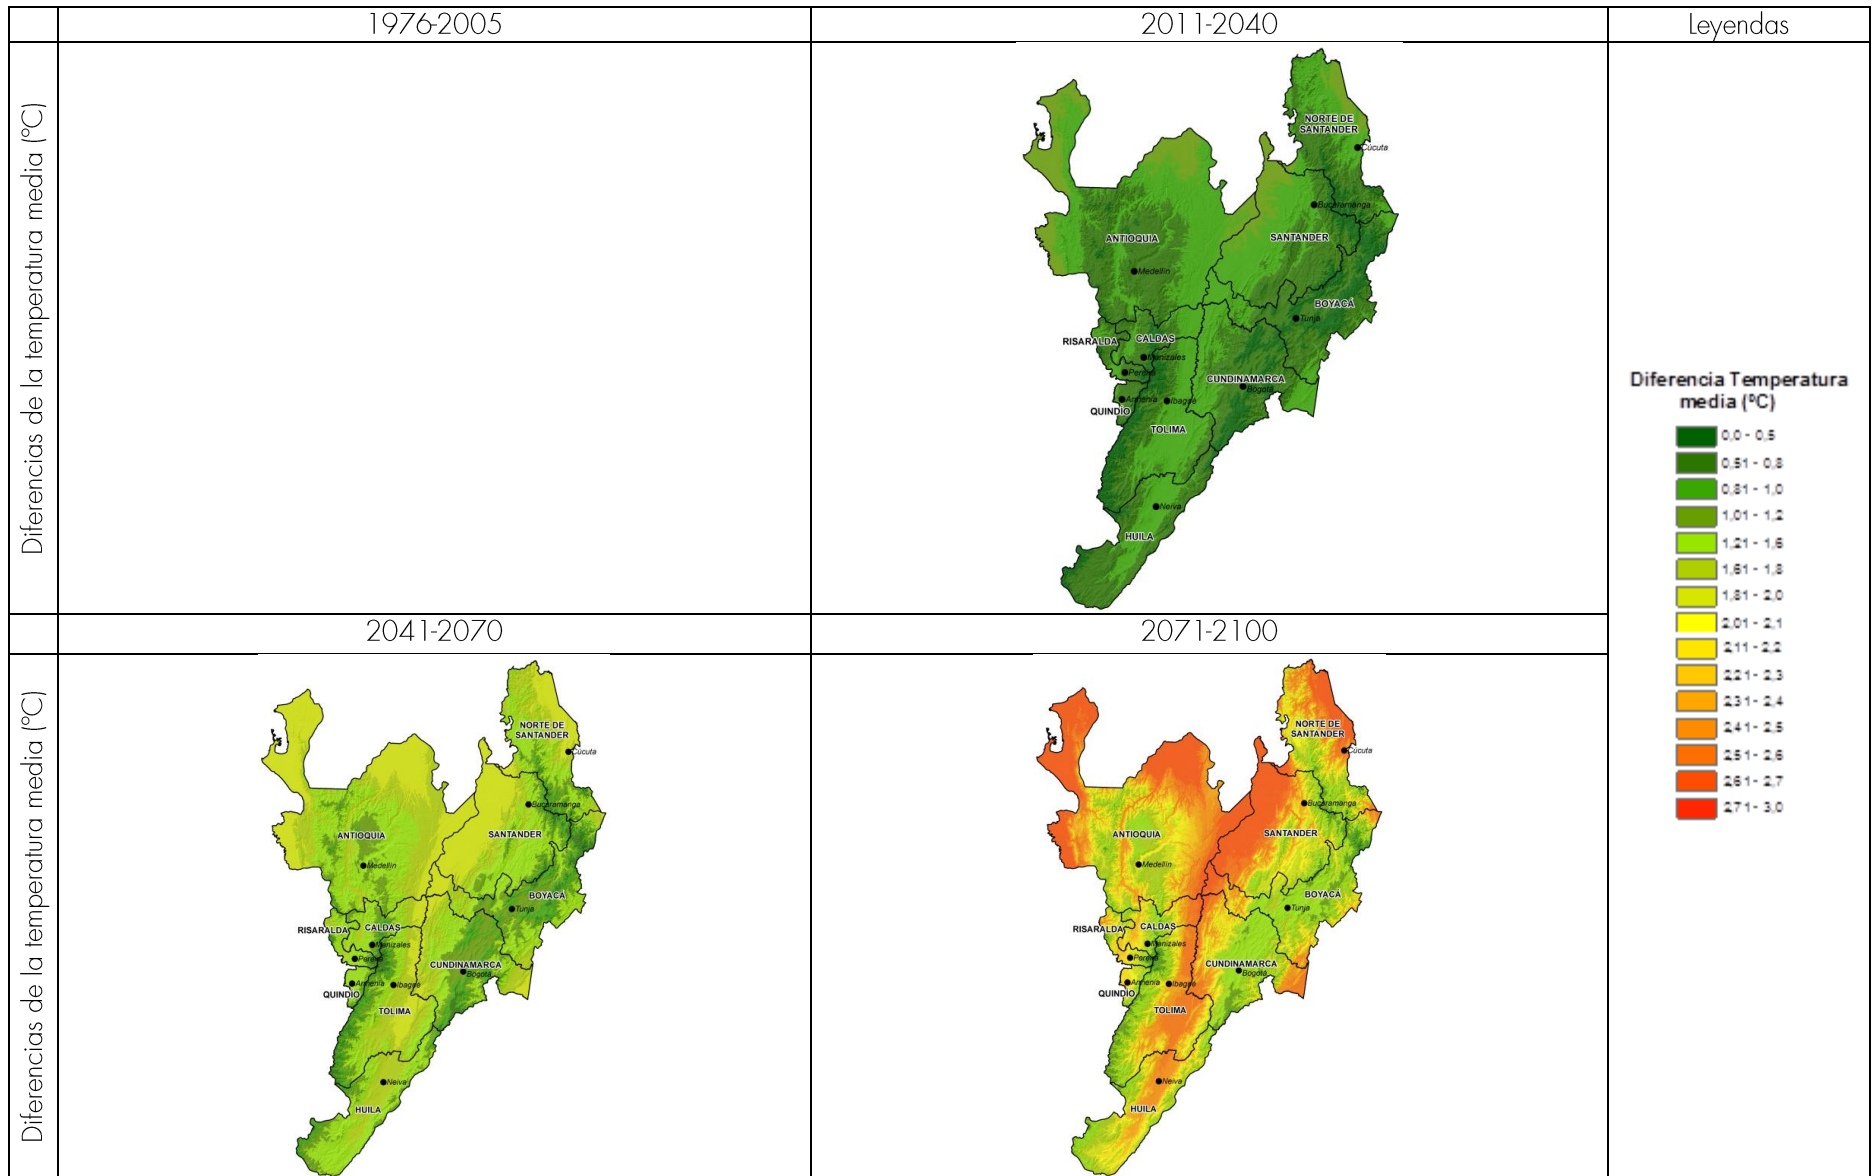 1976-2005
2011-2040
Leyendas
Diferencias de la temperatura media (ºC)
NORTE DE
SANTANDER
Cúcuta
Bucaramanga
ANTIOQUIA
SANTANDER
Medellín
BOYACÁ
Tunja
RISARALDA
CALDAS
Manizales
Pereira
CUNDINAMARCA
Bogotá
Armenia
Ibagué
QUINDIO
TOLIMA
Neiva
HUILA
Diferencia Temperatura
media (ºC)
0,0 - 0,5
0,51 - 0,8
0,81 - 1,0
1,01 - 1,2
1,21 - 1,6
1,61 - 1,8
1,81 - 2,0
2,01 - 2,1
2,11 - 2,2
2,21 - 2,3
2,31 - 2,4
2,41 - 2,5
2,51 - 2,6
2,61 - 2,7
2,71 - 3,0
2041-2070
2071-2100
Diferencias de la temperatura media (ºC)
NORTE DE
SANTANDER
Cúcuta
Bucaramanga
ANTIOQUIA
SANTANDER
Medellín
BOYACÁ
Tunja
RISARALDA
CALDAS
Manizales
Pereira
CUNDINAMARCA
Bogotá
Armenia
Ibagué
QUINDIO
TOLIMA
Neiva
HUILA
NORTE DE
SANTANDER
Cúcuta
Bucaramanga
ANTIOQUIA
SANTANDER
Medellín
BOYACÁ
Tunja
RISARALDA
CALDAS
Manizales
Pereira
CUNDINAMARCA
Bogotá
Armenia
Ibagué
QUINDIO
TOLIMA
Neiva
HUILA